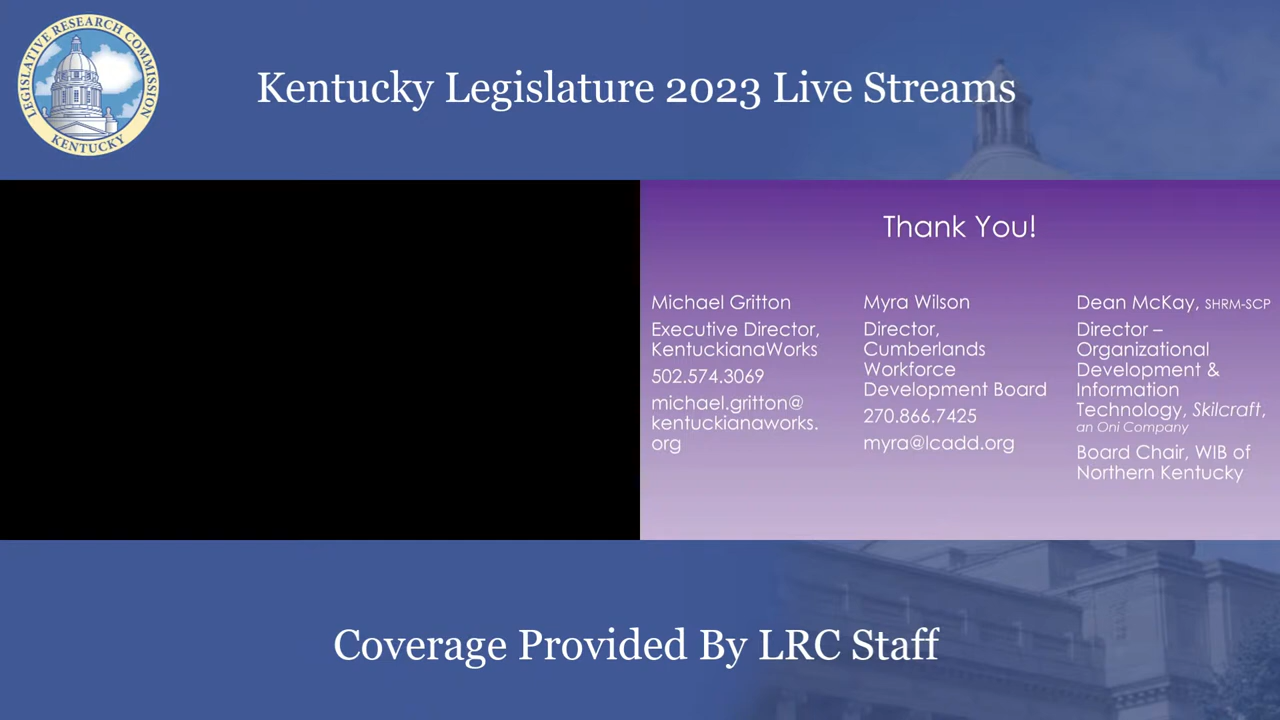 LEGISLATIVE RESEARCH COMMISSION
KENTUCKY
Kentucky Legislature 2023 Live Streams
Thank You!
Michael Gritton
Executive Director,
KentuckianaWorks
502.574.3069
michael.gritton@
kentuckianaworks.
org
Myra Wilson
Director,
Cumberlands
Workforce
Development Board
270.866.7425
myra@lcadd.org
Dean McKay, SHRM-SCP
Director –
Organizational
Development &
Information
Technology, Skilcraft,
an Oni Company
Board Chair, WIB of
Northern Kentucky
Coverage Provided By LRC Staff